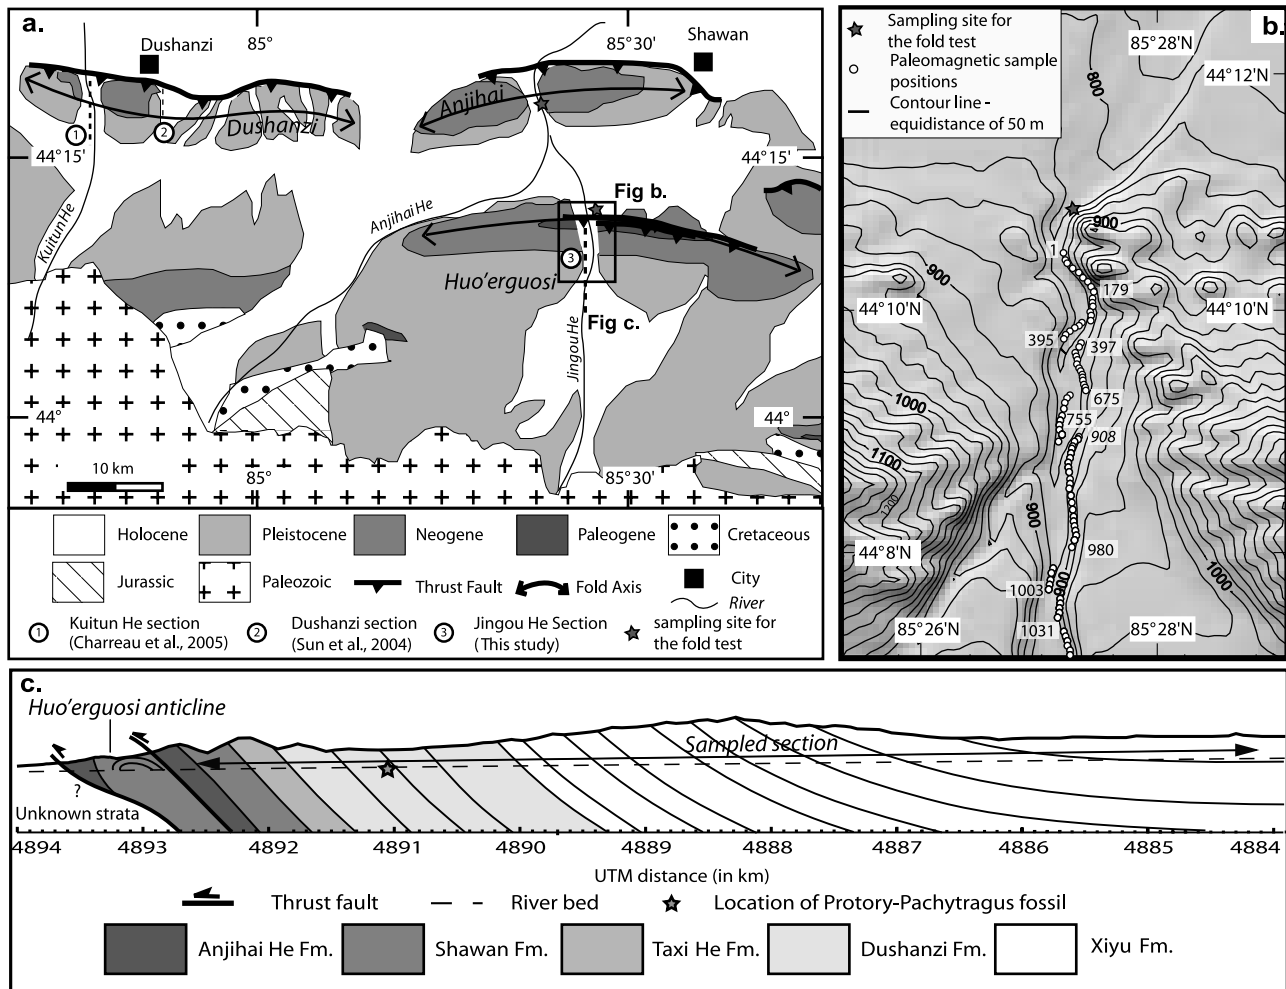 a.
Dushanzi
85°
85°30'
Shawan
Anjihai
Dushanzi
1
2
44°15'
44°15'
Kuitun He
Anjihai He
Fig b.
3
Huo'erguosi
Fig c.
Jingou He
44°
44°
10 km
85°
85°30'
Holocene
Pleistocene
Neogene
Paleogene
Cretaceous
Jurassic
Paleozoic
Thrust Fault
Fold Axis
City
River
1 Kuitun He section
(Charreau et al., 2005)
2 Dushanzi section
(Sun et al., 2004)
3 Jingou He Section
(This study)
sampling site for
the fold test
b.
Sampling site for
the fold test
Paleomagnetic sample
positions
Contour line -
equidistance of 50 m
85°28'N
44°12'N
800
900
1
900
179
44°10'N
44°10'N
395
397
1000
675
755
908
1100
1200
900
44°8'N
980
1003
900
1000
1031
85°26'N
85°28'N
c.
Huo'erguosi anticline
Sampled section
?
Unknown strata
4894 4893 4892 4891 4890 4889 4888 4887 4886 4885 4884
UTM distance (in km)
Thrust fault
River bed
Location of Protory-Pachytragus fossil
Anjihai He Fm.
Shawan Fm.
Taxi He Fm.
Dushanzi Fm.
Xiyu Fm.